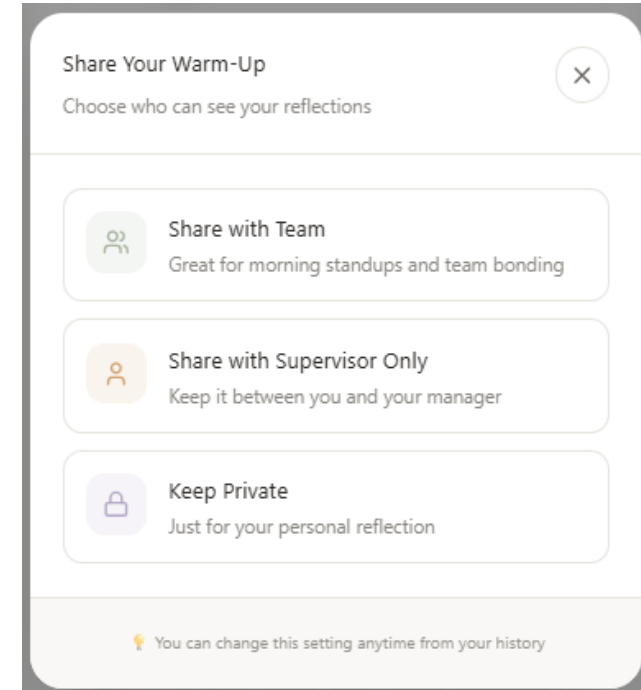 Share Your Warm-Up
Choose who can see your reflections
Share with Team
Great for morning standups and team bonding
Share with Supervisor Only
Keep it between you and your manager
Keep Private
Just for your personal reflection
💡 You can change this setting anytime from your history